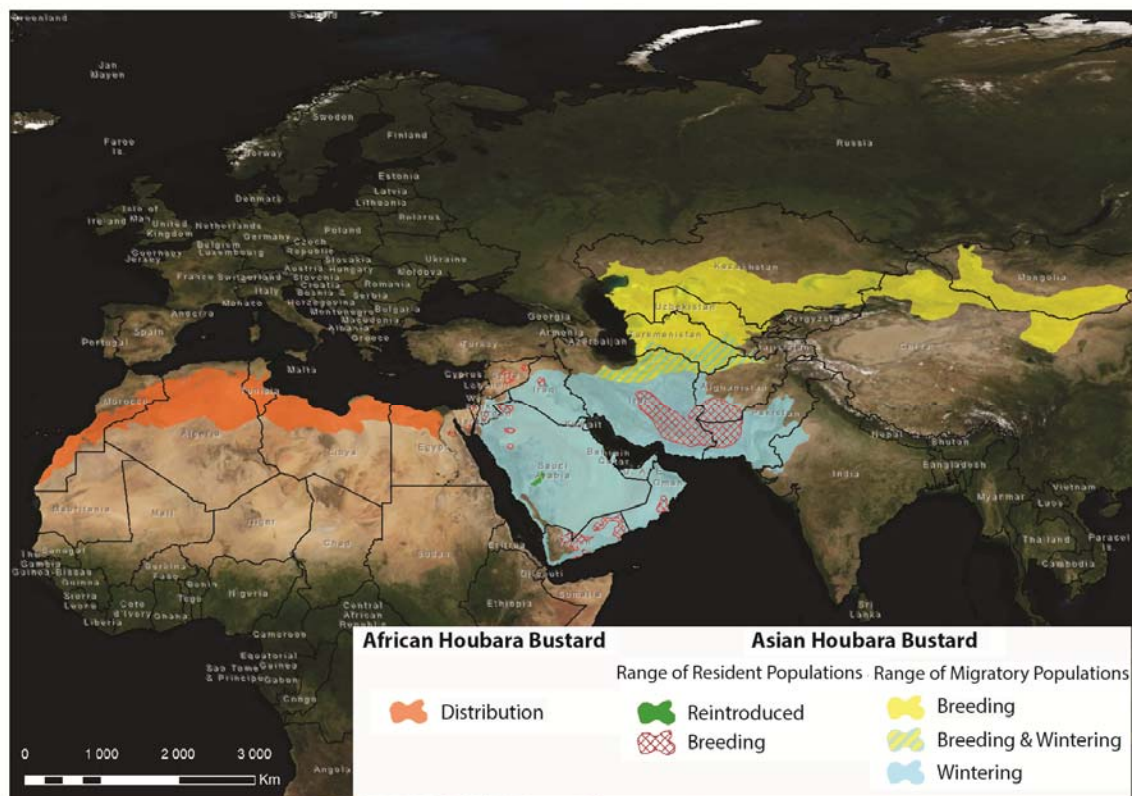 Greenland
Svalbard
Jan
Mayen
Faroe
Is.
Sweden
Finland
Norway
Russia
Estonia
Latvia
Lithuania
Denmark
Isle of
Man
Ireland
United
Kingdom
Netherlands
Belarus
Poland
Germany
Belgium
Guernsey
Jersey
Luxembourg
Czech
Republic
Slovakia
Ukraine
France
Switzerland
Austria
Hungary
Moldova
Slovenia
Croatia
Romania
Italy
Bosnia &
Herzegovina
Serbia
Monaco
Montenegro
Bulgaria
Andorra
Macedonia
Albania
Greece
Spain
Portugal
Georgia
Armenia
Azerbaijan
Turkey
Malta
Cyprus
Kazakhstan
Mongolia
Uzbekistan
Kyrgyzstan
Turkmenistan
China
Afghanistan
Pakistan
Iran
Iraq
Kuwait
Bahrain
Qatar
Saudi
Arabia
Oman
Nepal
Bhutan
Bangladesh
India
Myanmar
Vietnam
Laos
Thailand
Cambodia
Paracel
Is.
Sri
Lanka
Morocco
Tunisia
Algeria
Libya
Egypt
Mauritania
Mali
Niger
Chad
Sudan
Eritrea
Djibouti
Somalia
Ethiopia
The
Gambia
Senegal
Guinea-Bissau
Guinea
Sierra
Leone
Liberia
Cote
d'Ivory
Burkina
Faso
Ghana
Togo
Benin
Nigeria
Cameroon
Central
African
Republic
Equatorial
Guinea
Sao Tome
& Principe
Gabon
Congo
Angola
African Houbara Bustard
Distribution
Asian Houbara Bustard
Range of Resident Populations
Reintroduced
Breeding
Range of Migratory Populations
Breeding
Breeding & Wintering
Wintering
0 1 000 2 000 3 000
Km